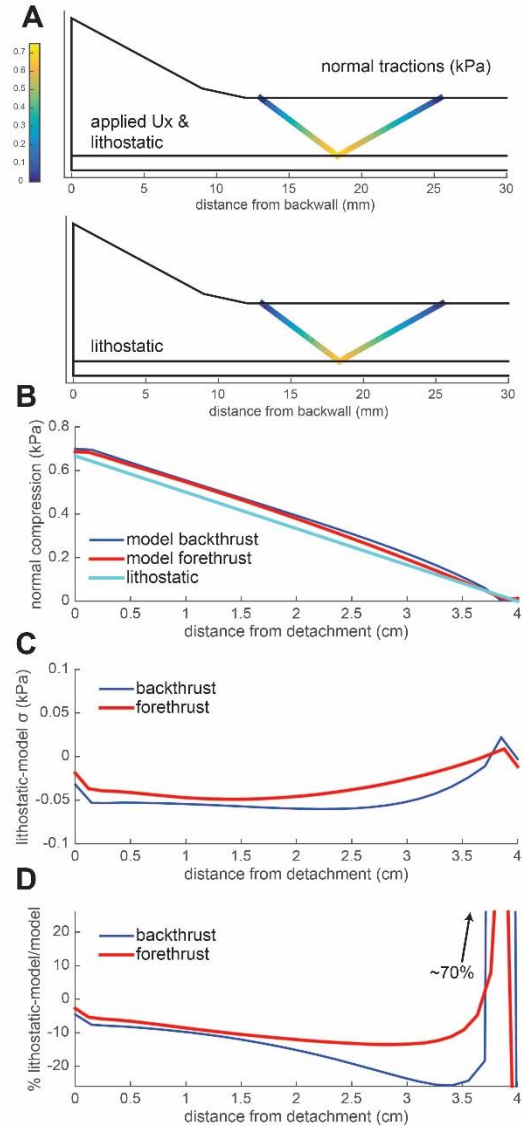 A
normal tractions (kPa)
0.7
0.6
0.5
0.4
0.3
0.2
0.1
0
applied Ux &
lithostatic
0 5 10 15 20 25 30
distance from backwall (mm)
lithostatic
0 5 10 15 20 25 30
distance from backwall (mm)
B
normal compression (kPa)
0.6
0.4
0.2
0
model backthrust
model forethrust
lithostatic
0 0.5 1 1.5 2 2.5 3 3.5 4
distance from detachment (cm)
C
lithostatic-model σ (kPa)
0.1
0.05
0
-0.05
-0.1
backthrust
forethrust
0 0.5 1 1.5 2 2.5 3 3.5 4
distance from detachment (cm)
D
% lithostatic-model/model
20
10
0
-10
-20
backthrust
forethrust
~70%
0 0.5 1 1.5 2 2.5 3 3.5 4
distance from detachment (cm)